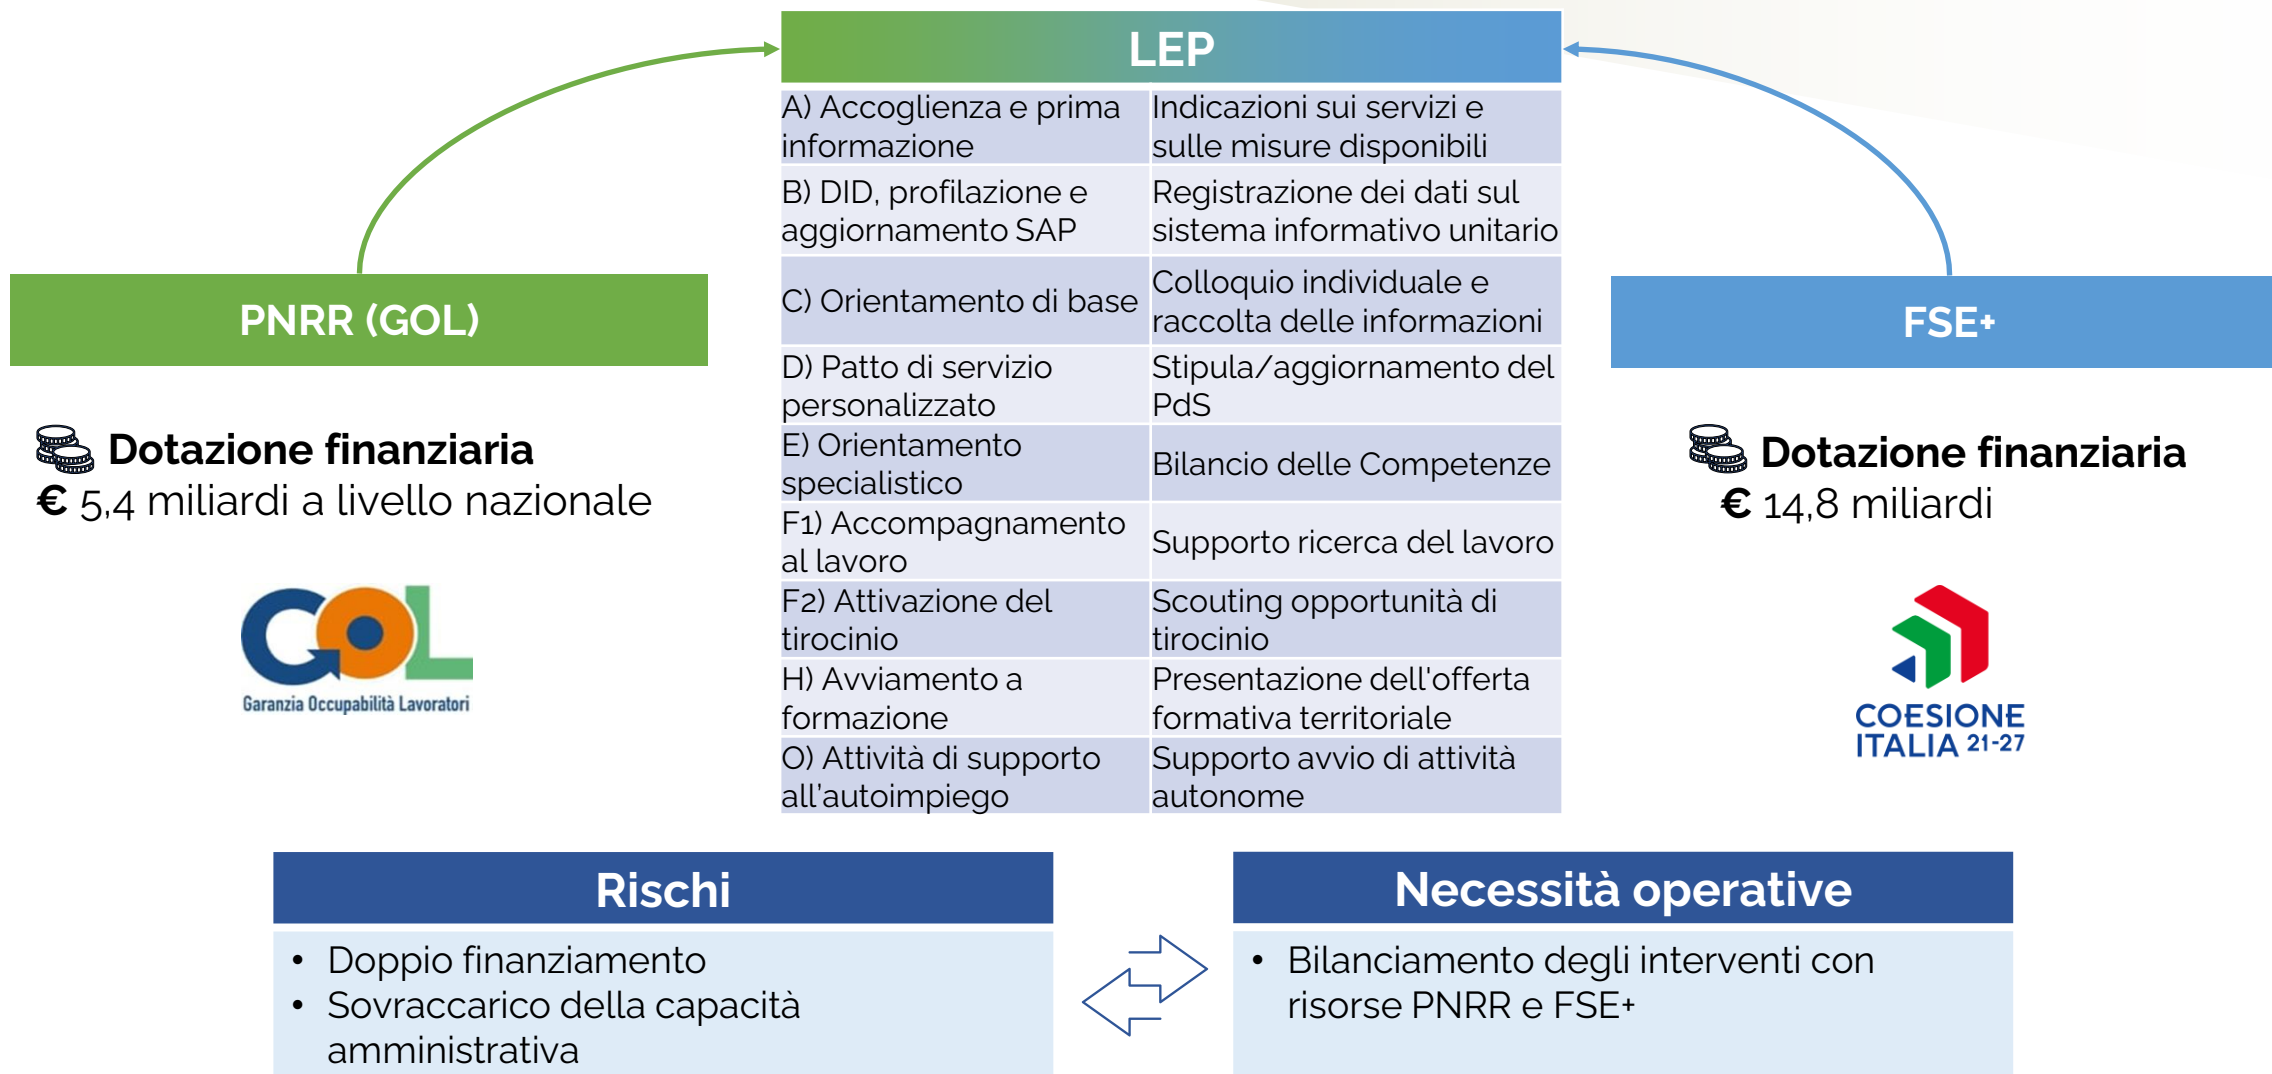 LEP
A) Accoglienza e prima
informazione
Indicazioni sui servizi e
sulle misure disponibili
B) DID, profilazione e
aggiornamento SAP
Registrazione dei dati sul
sistema informativo unitario
C) Orientamento di base
Colloquio individuale e
raccolta delle informazioni
D) Patto di servizio
personalizzato
Stipula/aggiornamento del
PdS
E) Orientamento
specialistico
Bilancio delle Competenze
F1) Accompagnamento
al lavoro
Supporto ricerca del lavoro
F2) Attivazione del
tirocinio
Scouting opportunità di
tirocinio
H) Avviamento a
formazione
Presentazione dell'offerta
formativa territoriale
O) Attività di supporto
all'autoimpiego
Supporto avvio di attività
autonome
PNRR (GOL)
Dotazione finanziaria
€ 5,4 miliardi a livello nazionale
GOL
Garanzia Occupabilità Lavoratori
FSE+
Dotazione finanziaria
€ 14,8 miliardi
COESIONE
ITALIA 21-27
Rischi
• Doppio finanziamento
• Sovraccarico della capacità
amministrativa
Necessità operative
• Bilanciamento degli interventi con
risorse PNRR e FSE+